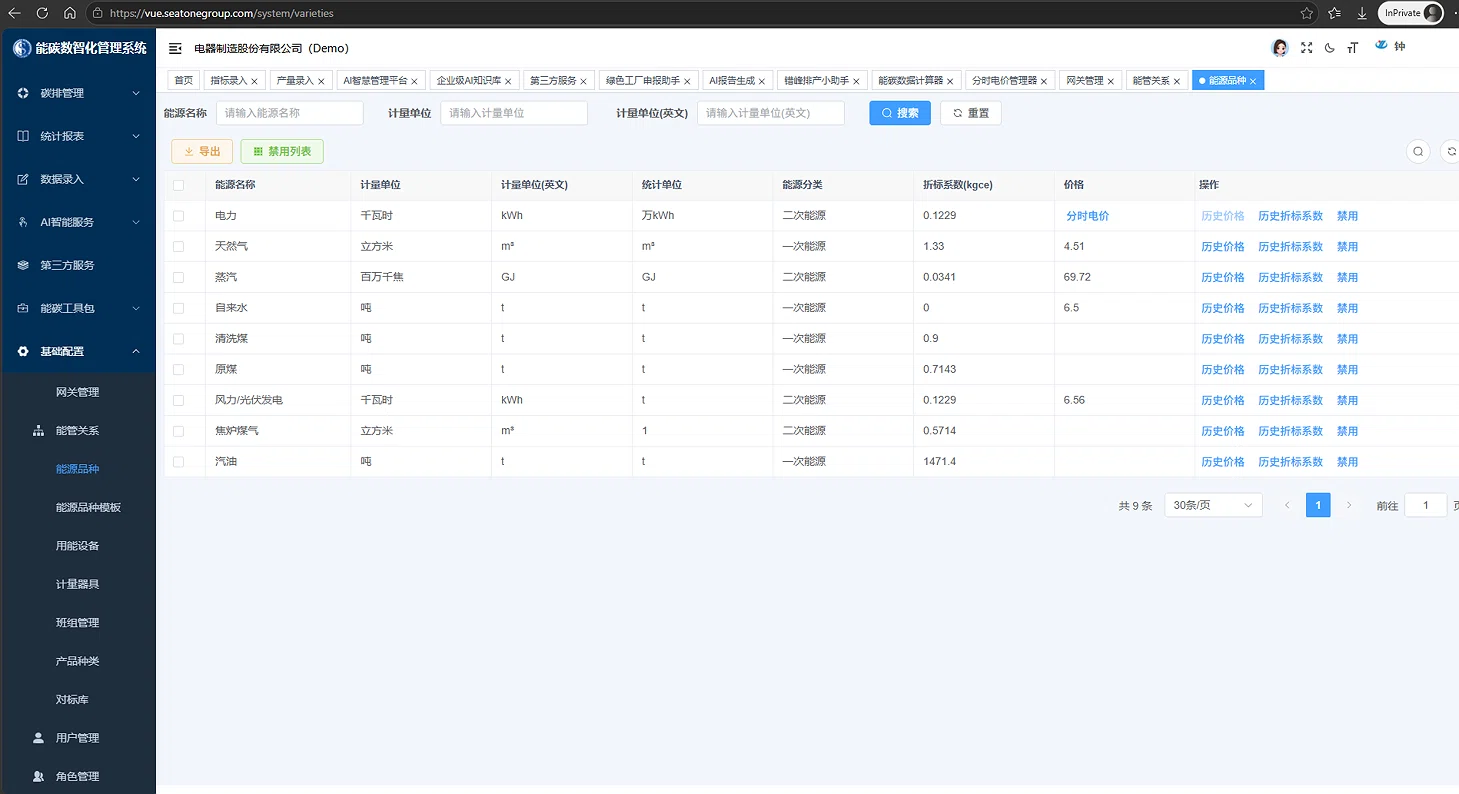 https://vue.seatonegroup.com/system/varieties
InPrivate
能碳数智化管理系统
电器制造股份有限公司（Demo）
钟
首页 指标录入 × 产量录入 × AI智慧管理平台 × 企业级AI知识库 × 第三方服务 × 绿色工厂申报助手 × AI报告生成 × 错峰排产小助手 × 能碳数据计算器 × 分时电价管理器 × 网关管理 × 能管关系 × 能源品种 ×
碳排管理
统计报表
数据录入
AI智能服务
第三方服务
能碳工具包
基础配置
网关管理
能管关系
能源品种
能源品种模板
用能设备
计量器具
班组管理
产品种类
对标库
用户管理
角色管理
能源名称 请输入能源名称 计量单位 请输入计量单位 计量单位(英文) 请输入计量单位(英文) 搜索 重置
导出 禁用列表
能源名称 计量单位 计量单位(英文) 统计单位 能源分类 折标系数(kgce) 价格 操作
电力 千瓦时 kWh 万kWh 二次能源 0.1229 分时电价 历史价格 历史折标系数 禁用
天然气 立方米 m³ m³ 一次能源 1.33 4.51 历史价格 历史折标系数 禁用
蒸汽 百万千焦 GJ GJ 二次能源 0.0341 69.72 历史价格 历史折标系数 禁用
自来水 吨 t t 一次能源 0 6.5 历史价格 历史折标系数 禁用
清洗煤 吨 t t 一次能源 0.9 历史价格 历史折标系数 禁用
原煤 吨 t t 一次能源 0.7143 历史价格 历史折标系数 禁用
风力/光伏发电 千瓦时 kWh t 二次能源 0.1229 6.56 历史价格 历史折标系数 禁用
焦炉煤气 立方米 m³ 1 二次能源 0.5714 历史价格 历史折标系数 禁用
汽油 吨 t t 一次能源 1471.4 历史价格 历史折标系数 禁用
共 9 条 30条/页 1 前往 1